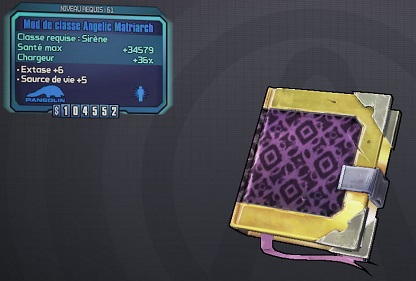 NIVEAU REQUIS : 61
Mod de classe Angelic Matriarch
Classe requise : Sirène
Santé max +34579
Chargeur +36%
• Extase +6
• Source de vie +5
PANGOLIN
$104552